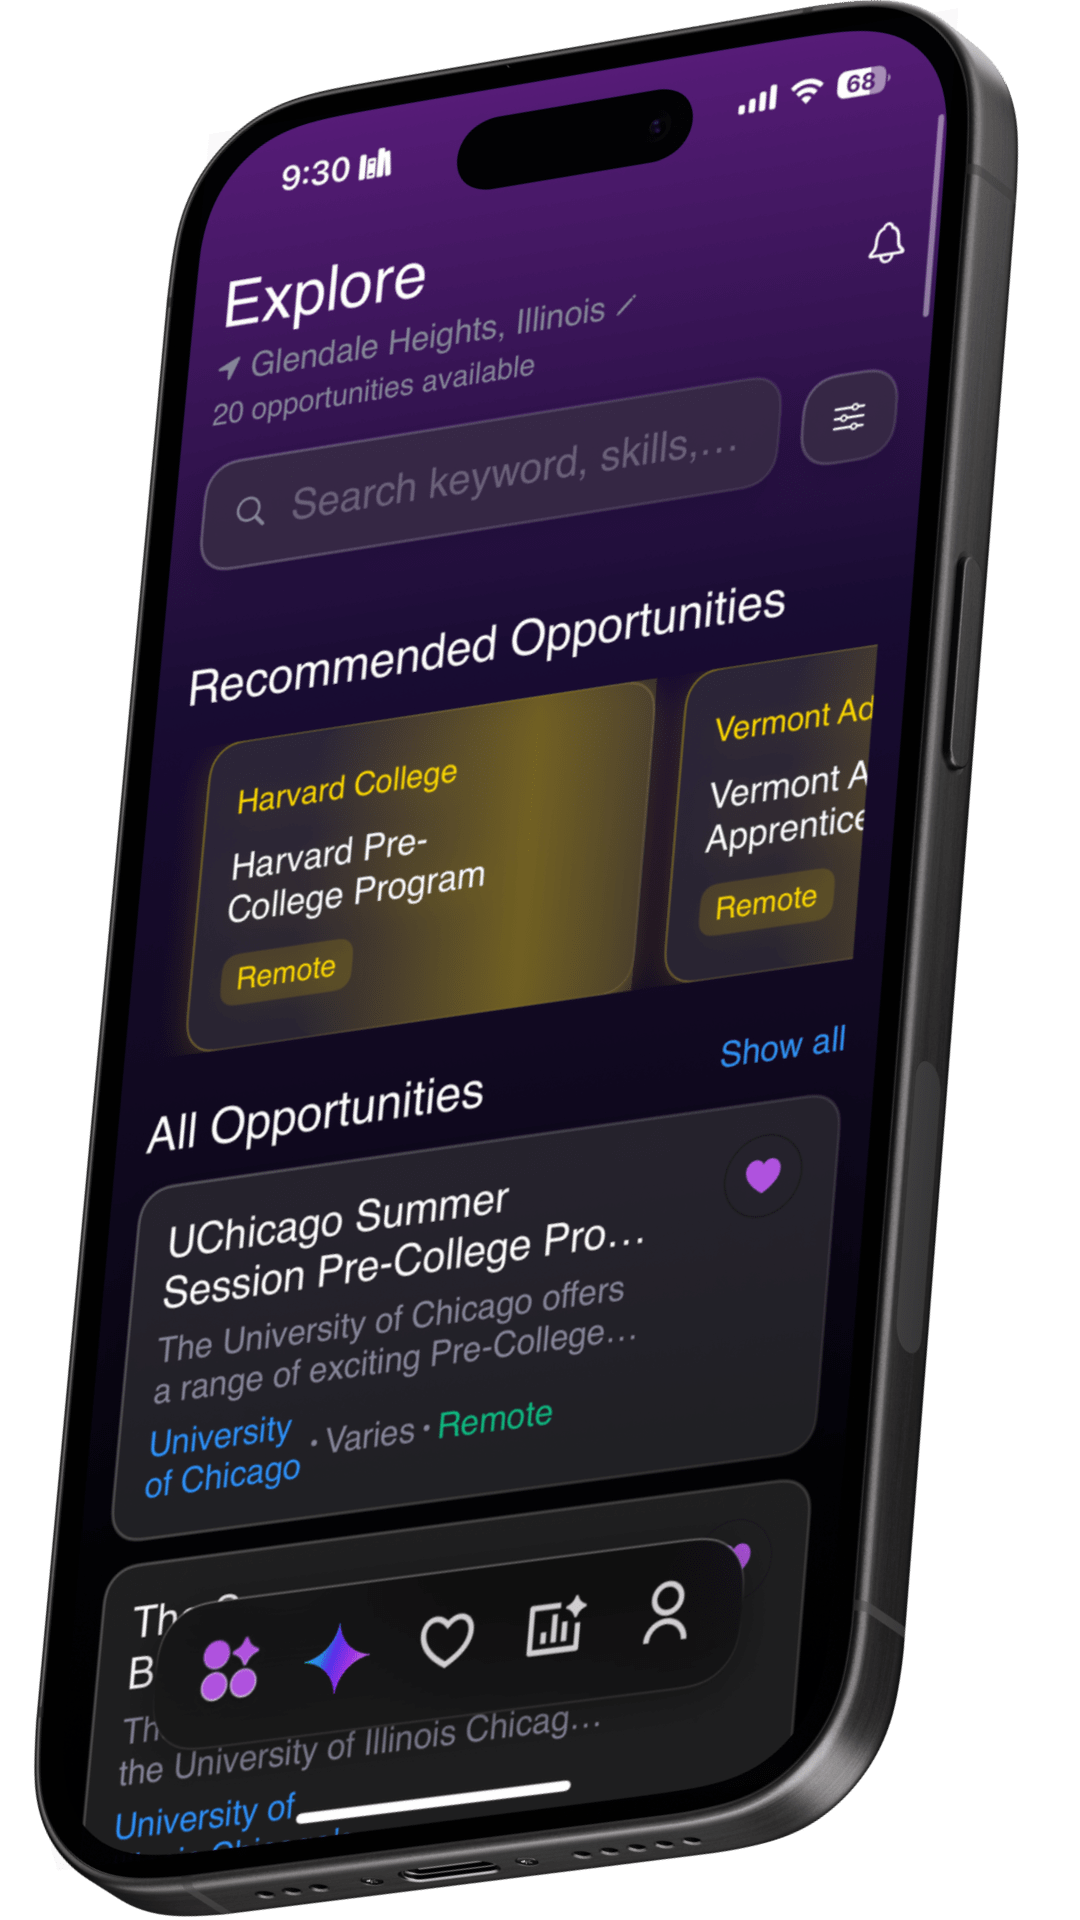 9:30
68
Explore
Glendale Heights, Illinois
20 opportunities available
Search keyword, skills,...
Recommended Opportunities
Harvard College
Harvard Pre-
College Program
Remote
Vermont Ad
Vermont A
Apprentice
Remote
Show all
All Opportunities
UChicago Summer
Session Pre-College Pro...
The University of Chicago offers
a range of exciting Pre-College...
University
of Chicago
· Varies · Remote
B
the University of Illinois Chicag...
University of